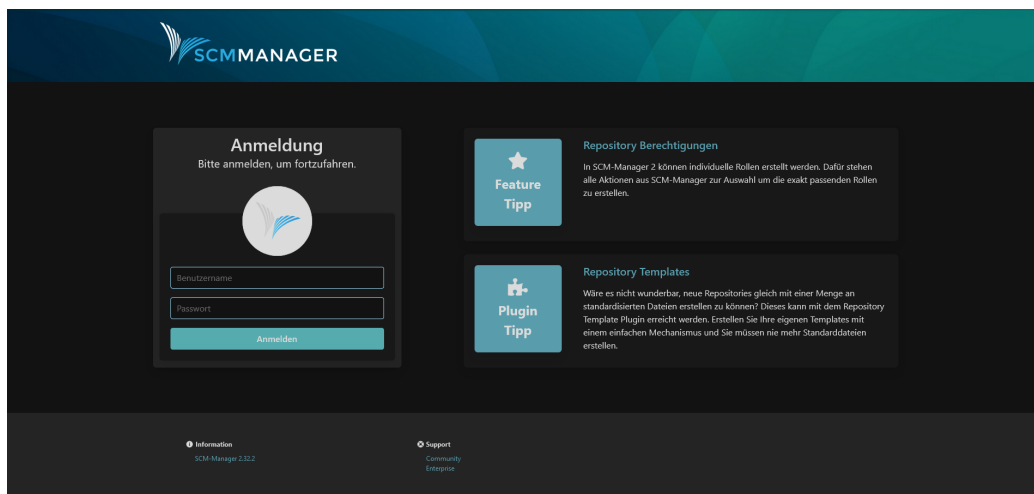 SCMMANAGER
Anmeldung
Bitte anmelden, um fortzufahren.
Benutzername
Passwort
Anmelden
Feature
Tipp
Repository Berechtigungen
In SCM-Manager 2 können individuelle Rollen erstellt werden. Dafür stehen
alle Aktionen aus SCM-Manager zur Auswahl um die exakt passenden Rollen
zu erstellen.
Plugin
Tipp
Repository Templates
Wäre es nicht wunderbar, neue Repositories gleich mit einer Menge an
standardisierten Dateien erstellen zu können? Dieses kann mit dem Repository
Template Plugin erreicht werden. Erstellen Sie Ihre eigenen Templates mit
einem einfachen Mechanismus und Sie müssen nie mehr Standarddateien
erstellen.
Information
SCM-Manager 2.32.2
Support
Community
Enterprise